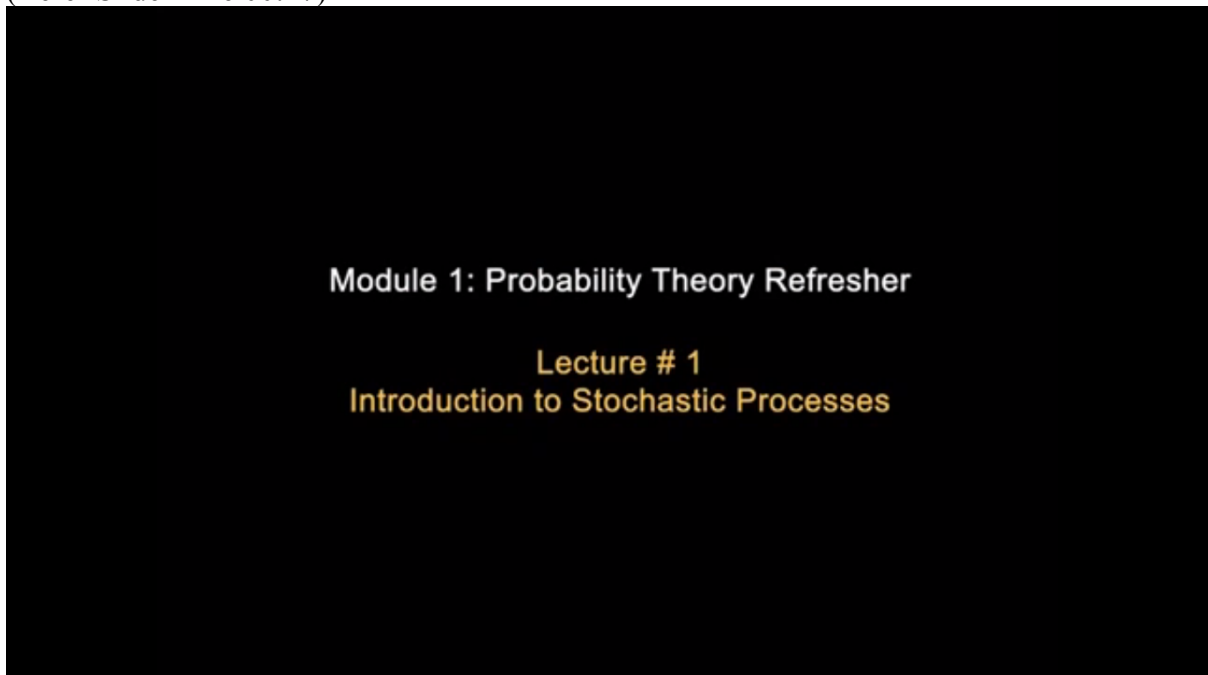 Module 1: Probability Theory Refresher
Lecture # 1
Introduction to Stochastic Processes